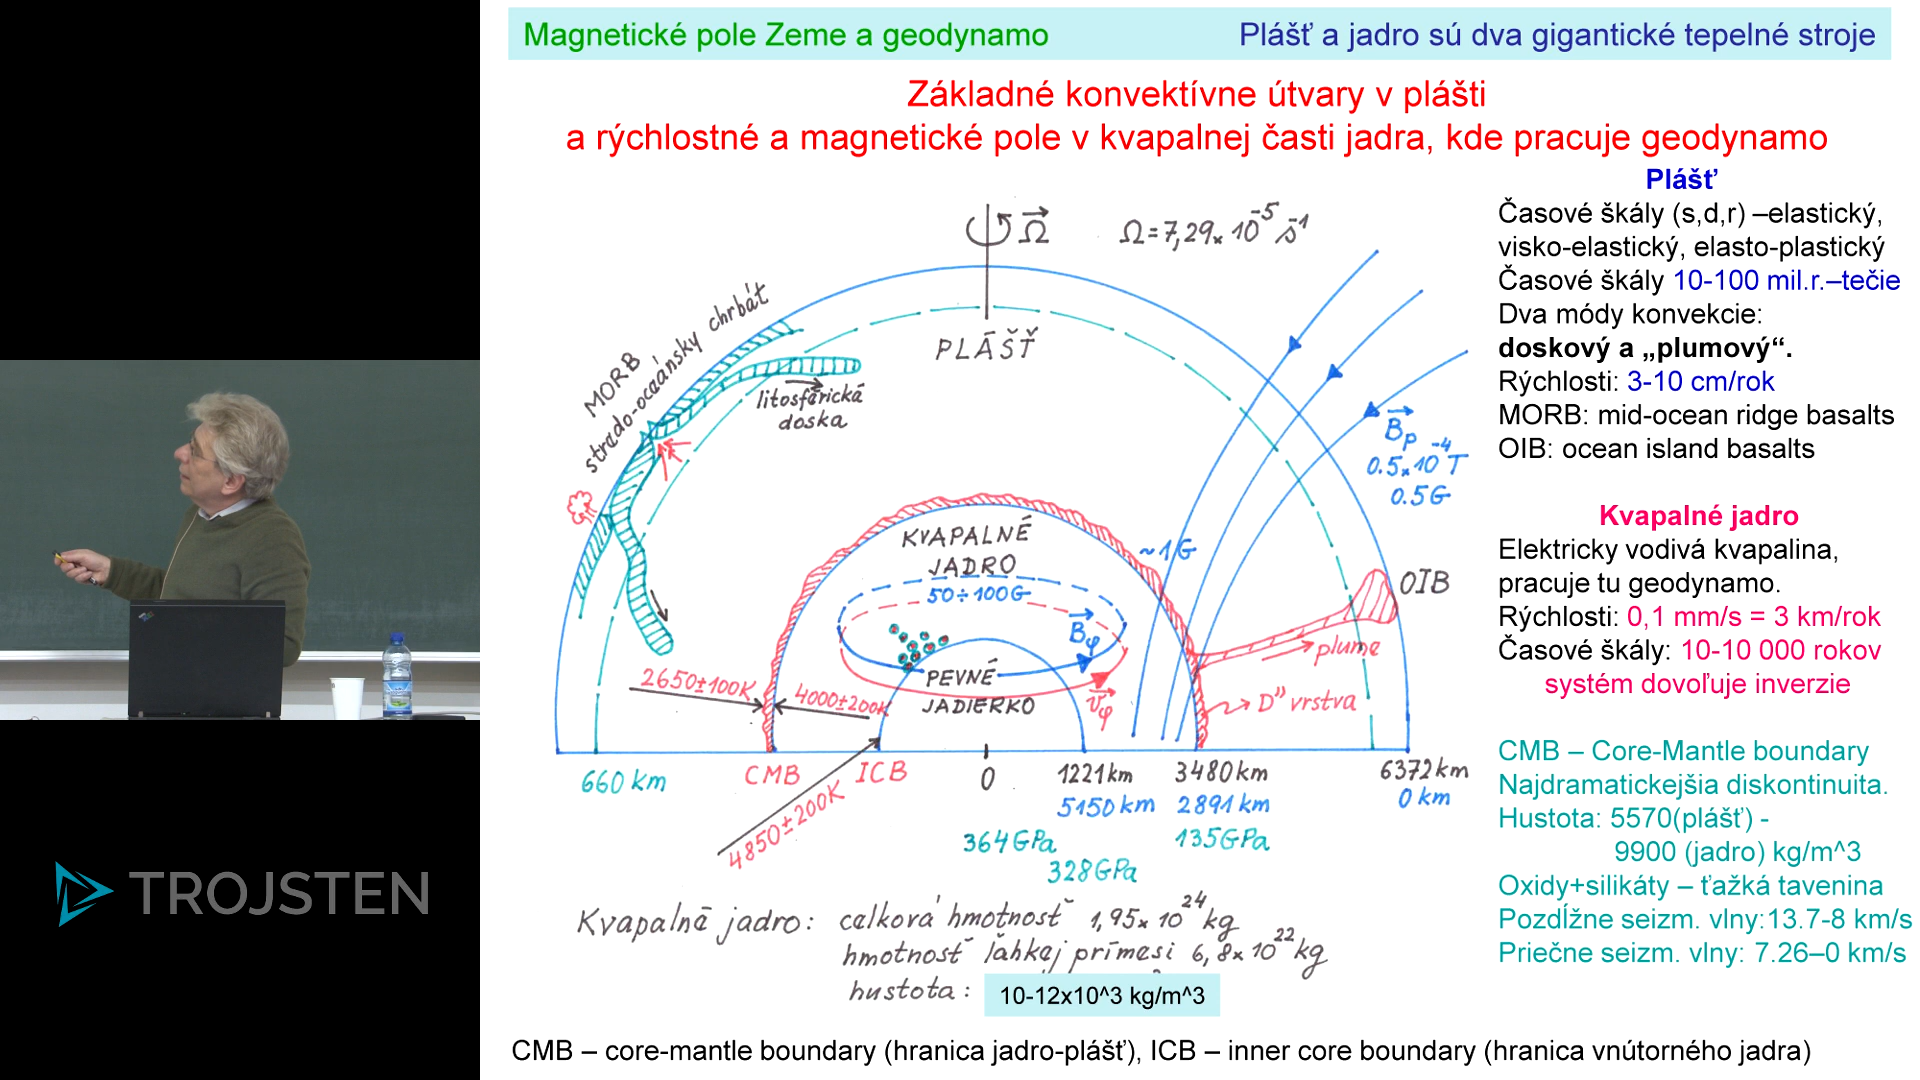 Magnetické pole Zeme a geodynamo
Plášť a jadro sú dva gigantické tepelné stroje
Základné konvektívne útvary v plášti
a rýchlostné a magnetické pole v kvapalnej časti jadra, kde pracuje geodynamo
Plášť
Časové škály (s,d,r) –elastický,
visko-elastický, elasto-plastický
Časové škály 10-100 mil.r.–tečie
Dva módy konvekcie:
doskový a „plumový“.
Rýchlosti: 3-10 cm/rok
MORB: mid-ocean ridge basalts
OIB: ocean island basalts
Kvapalné jadro
Elektricky vodivá kvapalina,
pracuje tu geodynamo.
Rýchlosti: 0,1 mm/s = 3 km/rok
Časové škály: 10-10 000 rokov
systém dovoľuje inverzie
CMB – Core-Mantle boundary
Najdramatickejšia diskontinuita.
Hustota: 5570(plášť) -
9900 (jadro) kg/m^3
Oxidy+silikáty – ťažká tavenina
Pozdĺžne seizm. vlny:13.7-8 km/s
Priečne seizm. vlny: 7.26–0 km/s
Ω
Ω=7,29×10⁻⁵ s⁻¹
PLÁŠŤ
MORB
stredo-oceánsky chrbát
litosférická
doska
Bp
0.5×10⁻⁴ T
0.5G
~1G
KVAPALNÉ
JADRO
50÷100G
Bφ
OIB
plume
PEVNÉ
JADIERKO
vφ
D" vrstva
2650±100K
4000±200K
4850±200K
660 km
CMB
ICB
0
1221km
3480km
6372km
5150km
2891km
0 km
364GPa
328GPa
135GPa
Kvapalné jadro: celková hmotnosť 1,95×10²⁴ kg
hmotnosť ľahkej prímesi 6,8×10²² kg
hustota: 10-12x10^3 kg/m^3
CMB – core-mantle boundary (hranica jadro-plášť), ICB – inner core boundary (hranica vnútorného jadra)
TROJSTEN